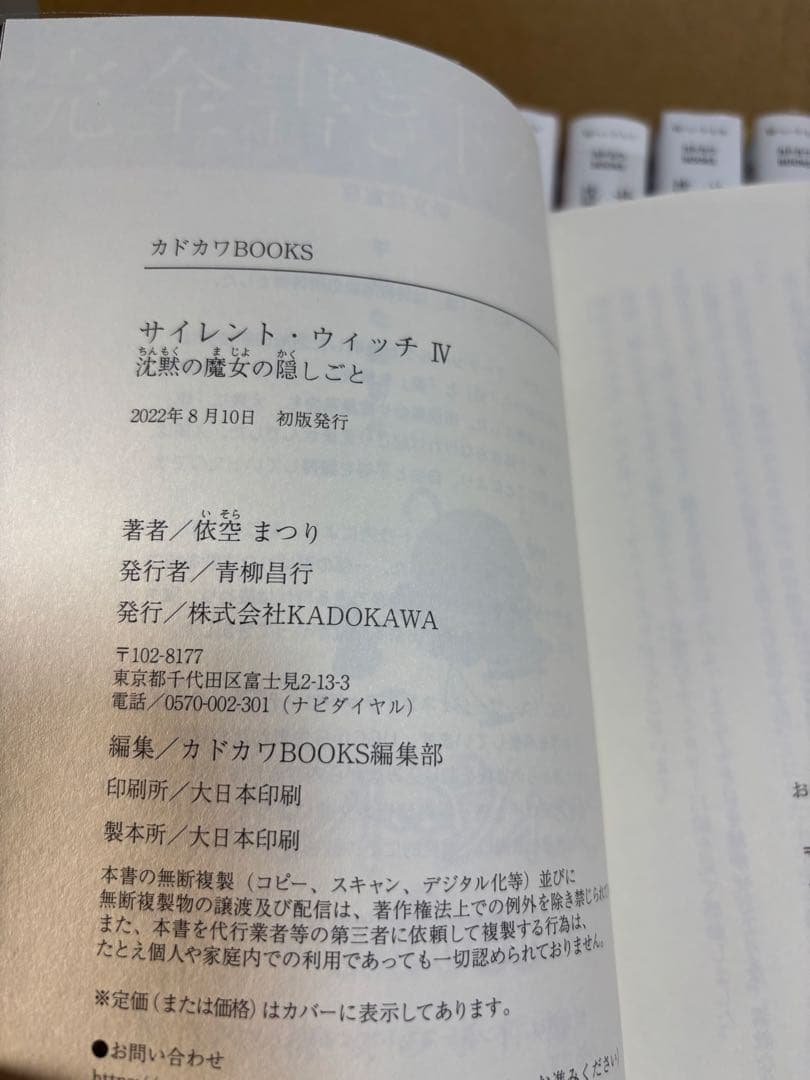 カドカワBOOKS
サイレント・ウィッチ Ⅳ
沈黙の魔女の隠しごと
2022年8月10日 初版発行
著者／依空 まつり
発行者／青柳昌行
発行／株式会社KADOKAWA
〒102-8177
東京都千代田区富士見2-13-3
電話／0570-002-301（ナビダイヤル）
編集／カドカワBOOKS編集部
印刷所／大日本印刷
製本所／大日本印刷
本書の無断複製（コピー、スキャン、デジタル化等）並びに
無断複製物の譲渡及び配信は、著作権法上での例外を除き禁じられて
また、本書を代行業者等の第三者に依頼して複製する行為は、
たとえ個人や家庭内での利用であっても一切認められておりません。
※定価（または価格）はカバーに表示してあります。
●お問い合わせ
お進みください）